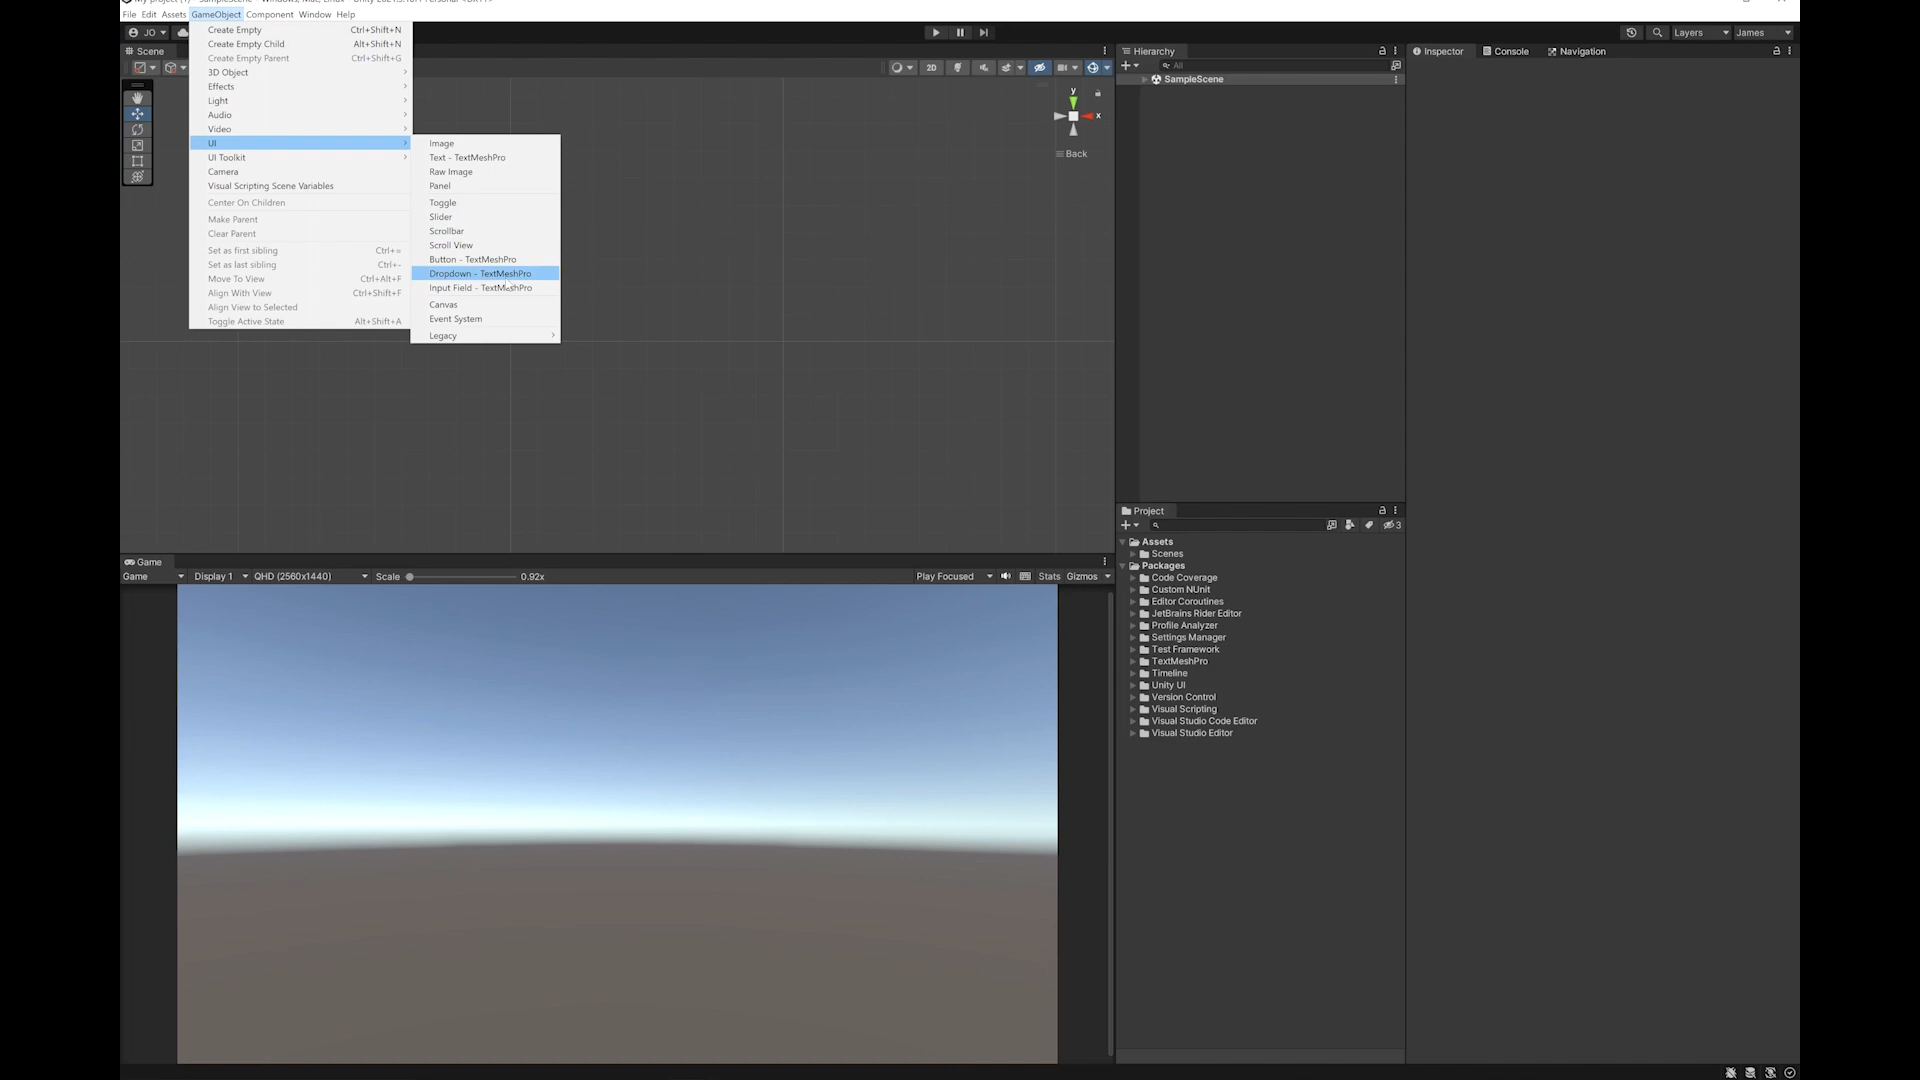 File Edit Assets GameObject Component Window Help
JO
Layers
James
Scene
Create Empty Ctrl+Shift+N
Create Empty Child Alt+Shift+N
Create Empty Parent Ctrl+Shift+G
3D Object
Effects
Light
Audio
Video
UI
UI Toolkit
Camera
Visual Scripting Scene Variables
Center On Children
Make Parent
Clear Parent
Set as first sibling Ctrl+=
Set as last sibling Ctrl+-
Move To View Ctrl+Alt+F
Align With View Ctrl+Shift+F
Align View to Selected
Toggle Active State Alt+Shift+A
Image
Text - TextMeshPro
Raw Image
Panel
Toggle
Slider
Scrollbar
Scroll View
Button - TextMeshPro
Dropdown - TextMeshPro
Input Field - TextMeshPro
Canvas
Event System
Legacy
2D
y
x
Back
Hierarchy
All
SampleScene
Inspector
Console
Navigation
Game
Game Display 1 QHD (2560x1440) Scale 0.92x Play Focused Stats Gizmos
Project
3
Assets
Scenes
Packages
Code Coverage
Custom NUnit
Editor Coroutines
JetBrains Rider Editor
Profile Analyzer
Settings Manager
Test Framework
TextMeshPro
Timeline
Unity UI
Version Control
Visual Scripting
Visual Studio Code Editor
Visual Studio Editor